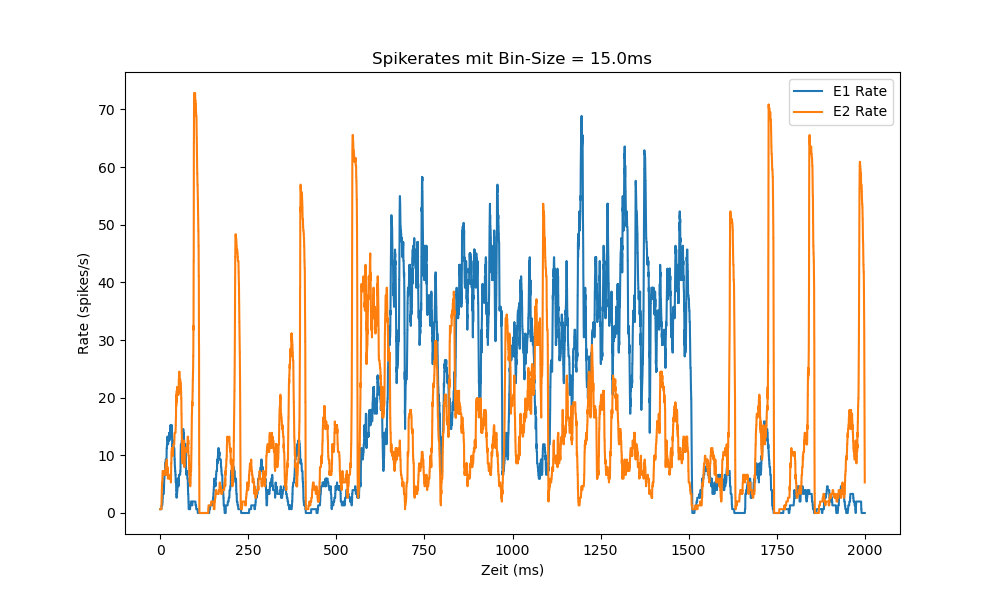 Spikerates mit Bin-Size = 15.0ms
E1 Rate
E2 Rate
70
60
50
40
30
20
10
0
Rate (spikes/s)
0 250 500 750 1000 1250 1500 1750 2000
Zeit (ms)